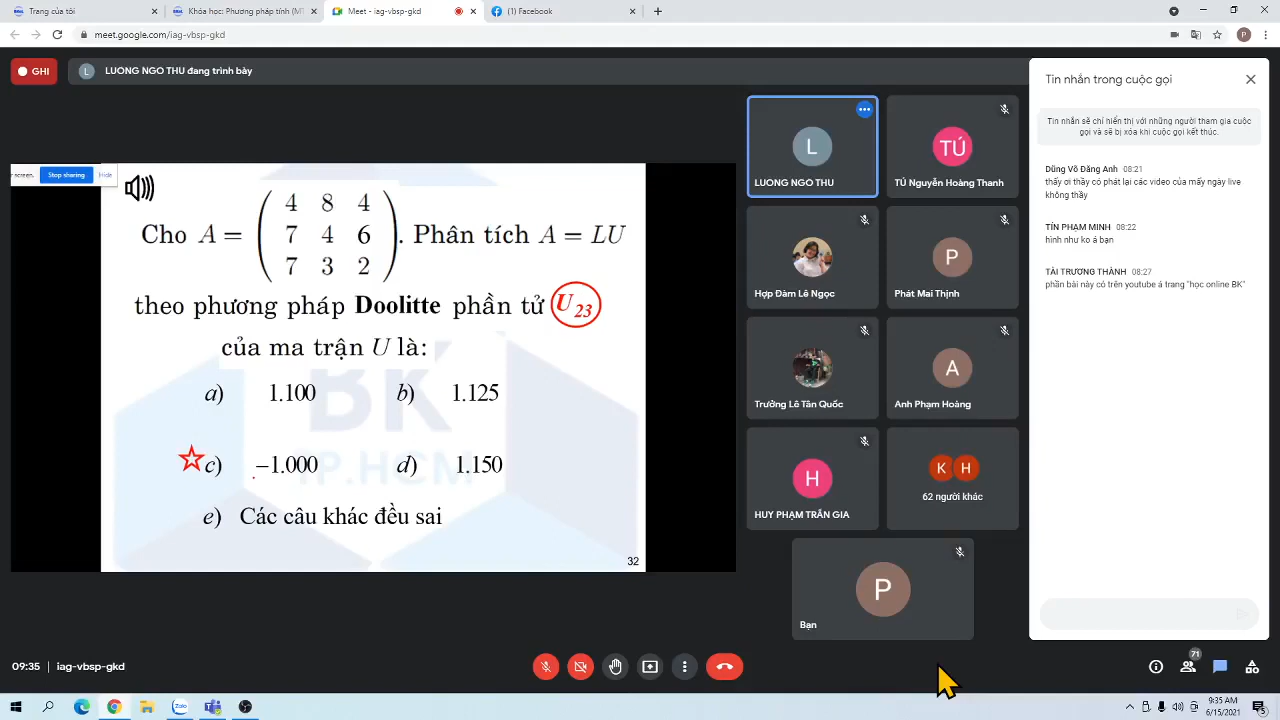 Trang của tôi
Khóa học: Phương pháp tính (MT
Meet - iag-vbsp-gkd
(1) Facebook
meet.google.com/iag-vbsp-gkd
GHI
L
LUONG NGO THU đang trình bày
r screen.
Stop sharing
Hide
Cho A = ( 4 8 4
7 4 6
7 3 2 ). Phân tích A = LU
theo phương pháp Doolitte phần tử U23
của ma trận U là:
a) 1.100 b) 1.125
c) −1.000 d) 1.150
e) Các câu khác đều sai
BK
TP.HCM
32
L
LUONG NGO THU
TÚ
TÚ Nguyễn Hoàng Thanh
Hợp Đàm Lê Ngọc
P
Phát Mai Thịnh
Trường Lê Tân Quốc
A
Anh Phạm Hoàng
H
HUY PHẠM TRẦN GIA
K H
62 người khác
P
Bạn
Tin nhắn trong cuộc gọi
Tin nhắn sẽ chỉ hiển thị với những người tham gia cuộc
gọi và sẽ bị xóa khi cuộc gọi kết thúc.
Dũng Võ Đăng Anh 08:21
thấy ơi thầy có phát lại các video của mấy ngày live
không thầy
TÍN PHẠM MINH 08:22
hình như ko á bạn
TÀI TRƯƠNG THÀNH 08:27
phần bài này có trên youtube á trang "học online BK"
09:35 iag-vbsp-gkd
71
Zalo
9:35 AM
6/15/2021
5